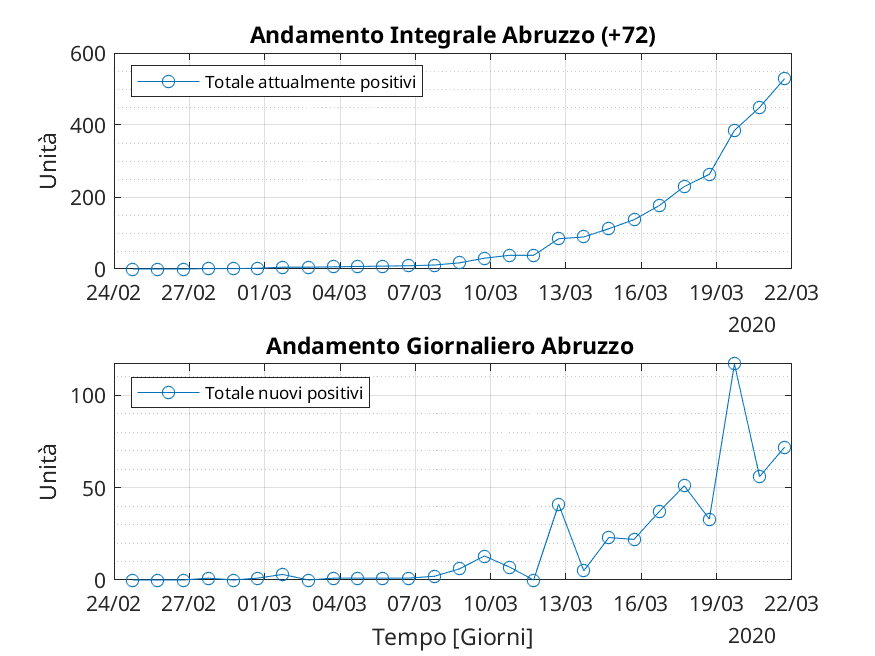 Andamento Integrale Abruzzo (+72)
600
400
200
0
Unità
Totale attualmente positivi
24/02 27/02 01/03 04/03 07/03 10/03 13/03 16/03 19/03 22/03
2020
Andamento Giornaliero Abruzzo
100
50
0
Unità
Totale nuovi positivi
24/02 27/02 01/03 04/03 07/03 10/03 13/03 16/03 19/03 22/03
Tempo [Giorni]
2020